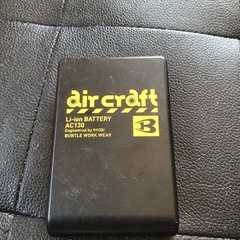 air craft
Li-ion BATTERY
AC130
Engineered by RYOBI
BURTLE WORK WEAR
B